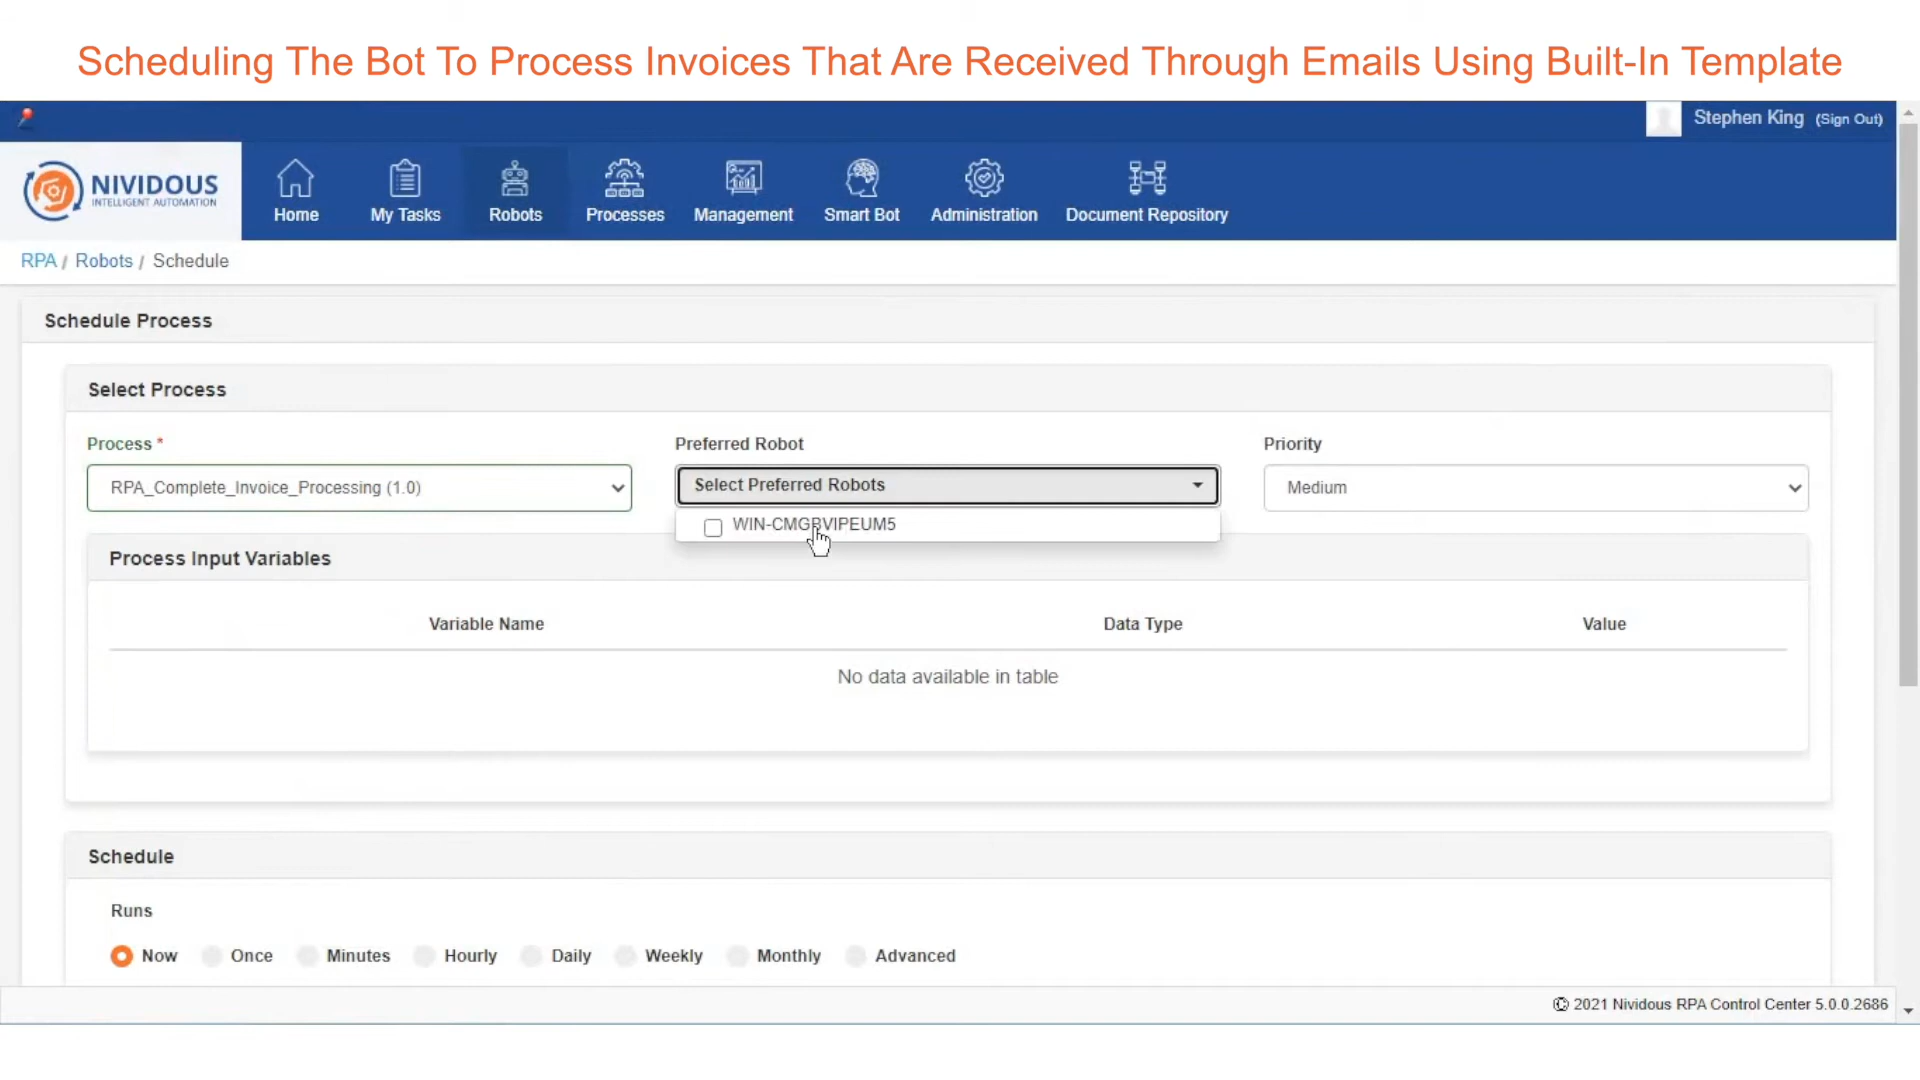 Scheduling The Bot To Process Invoices That Are Received Through Emails Using Built-In Template
Stephen King (Sign Out)
NIVIDOUS
INTELLIGENT AUTOMATION
Home
My Tasks
Robots
Processes
Management
Smart Bot
Administration
Document Repository
RPA / Robots / Schedule
Schedule Process
Select Process
Process *
Preferred Robot
Priority
RPA_Complete_Invoice_Processing (1.0)
Select Preferred Robots
Medium
Process Input Variables
Variable Name
Data Type
Value
No data available in table
Schedule
Runs
Now
Once
Minutes
Hourly
Daily
Weekly
Monthly
Advanced
© 2021 Nividous RPA Control Center 5.0.0.2686